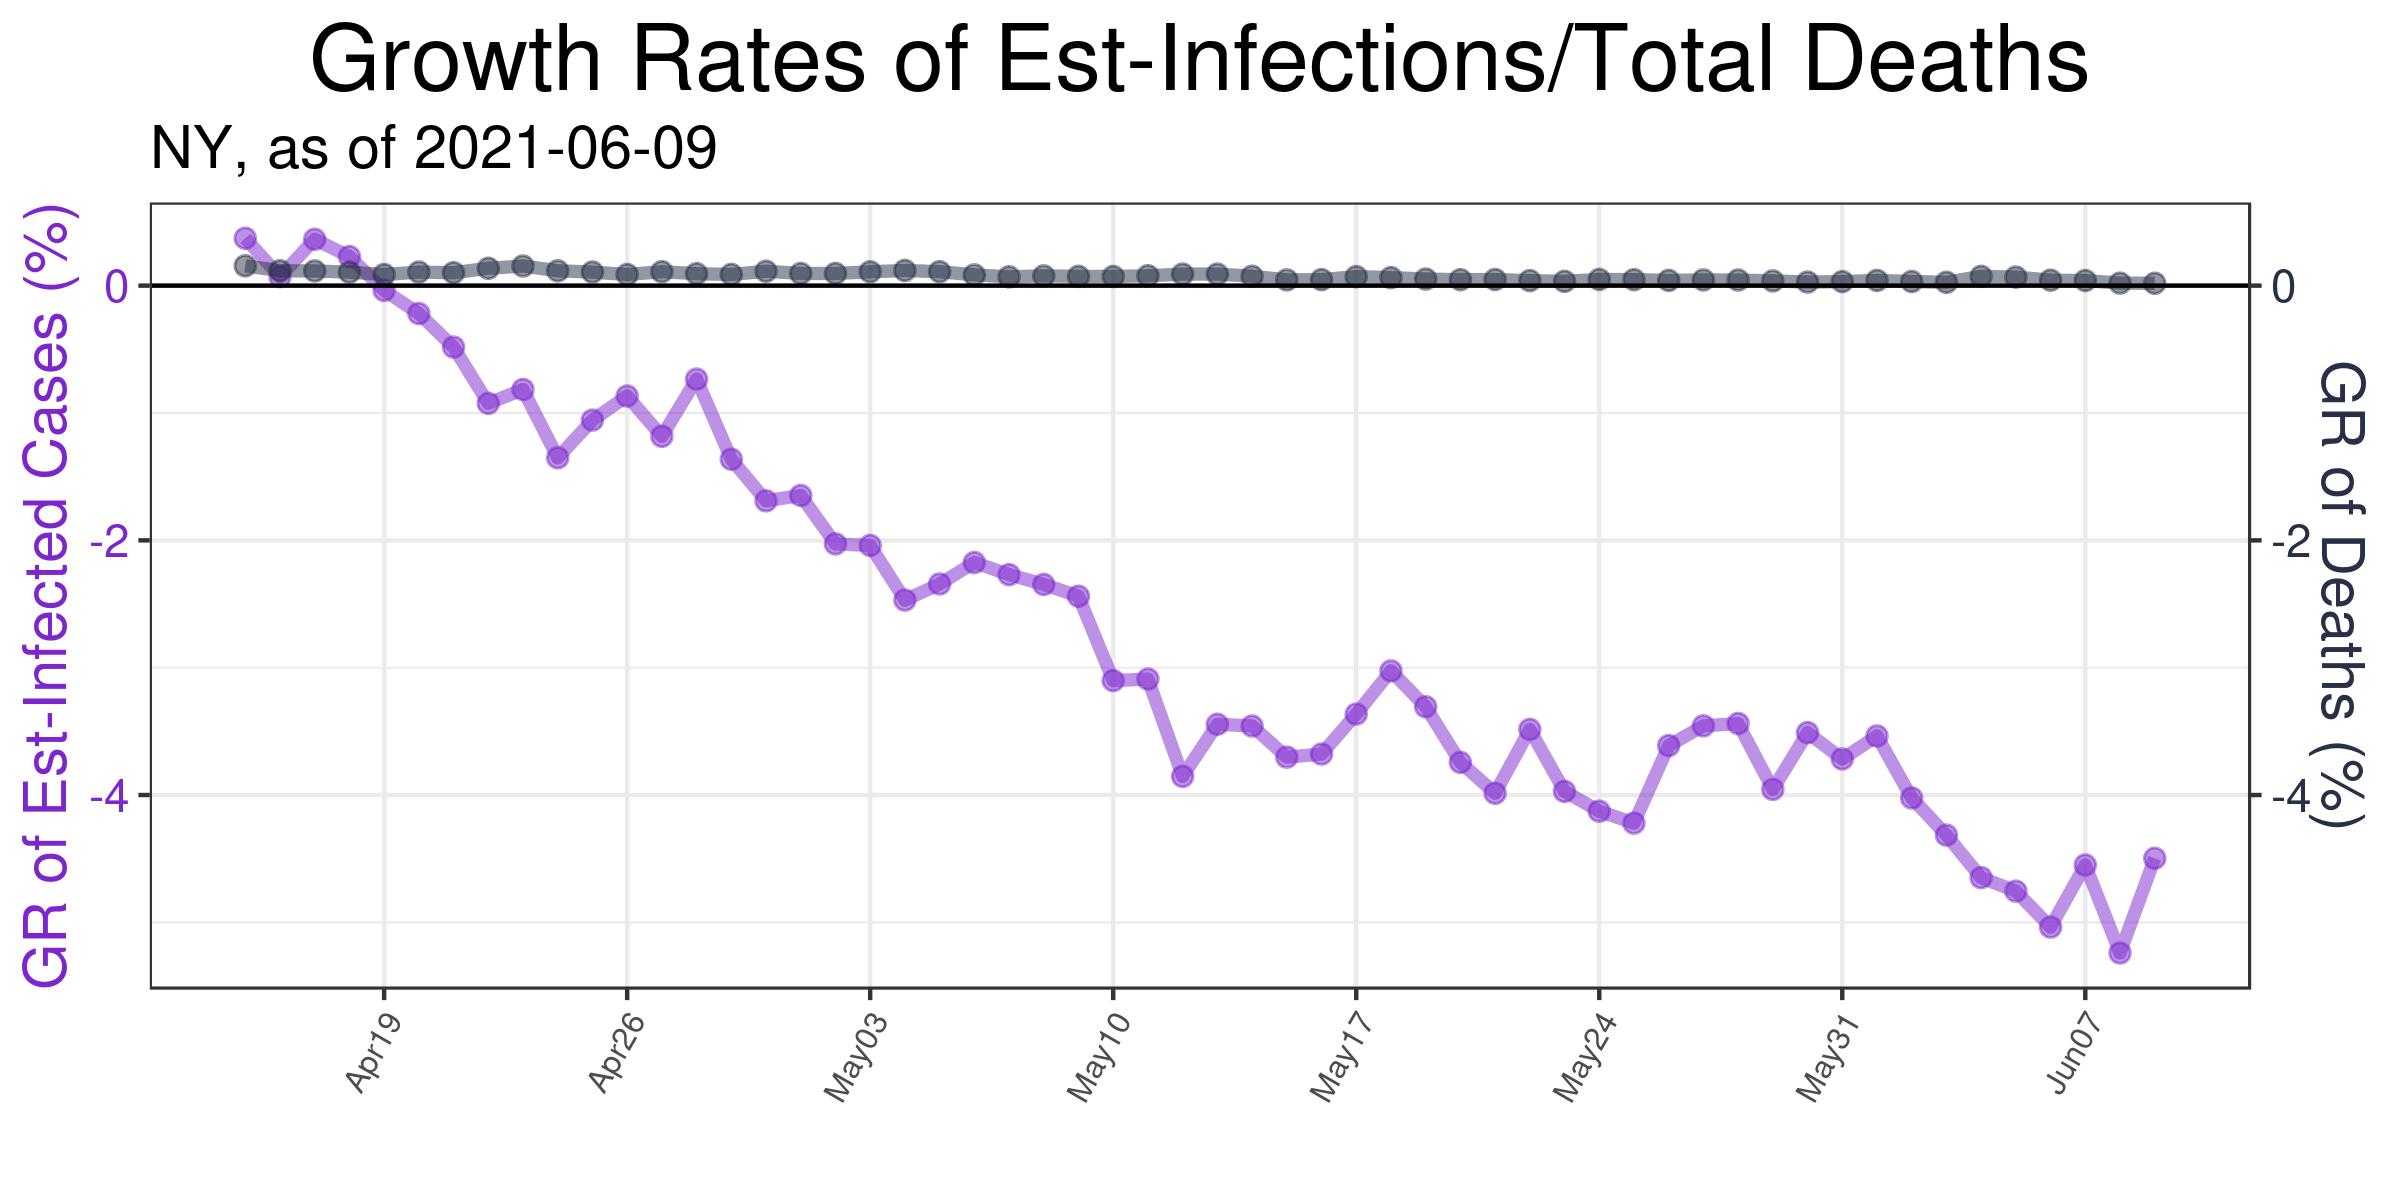 Growth Rates of Est-Infections/Total Deaths
NY, as of 2021-06-09
GR of Est-Infected Cases (%)
0
-2
-4
0
-2
-4
GR of Deaths (%)
Apr19
Apr26
May03
May10
May17
May24
May31
Jun07